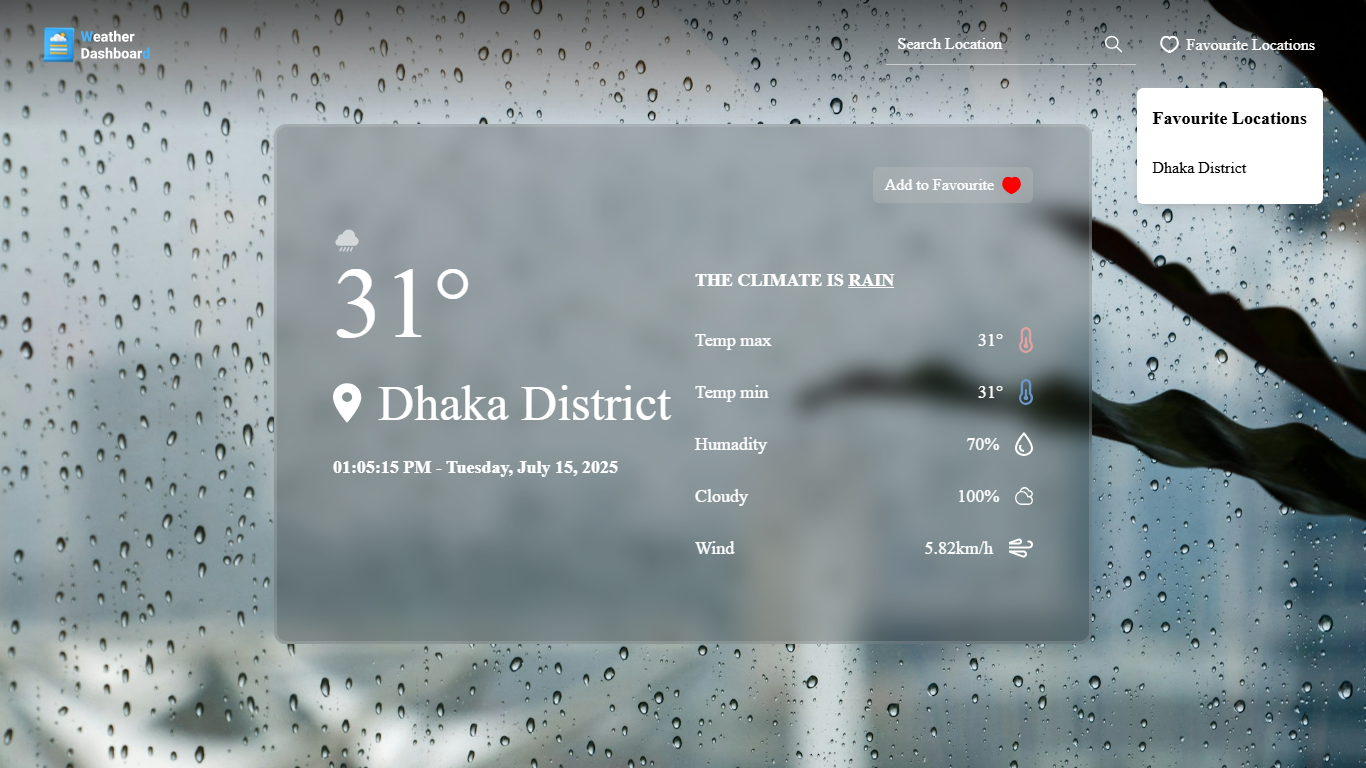 Weather
Dashboard
Search Location
Favourite Locations
Favourite Locations
Dhaka District
Add to Favourite
31°
Dhaka District
01:05:15 PM - Tuesday, July 15, 2025
THE CLIMATE IS RAIN
Temp max 31°
Temp min 31°
Humadity 70%
Cloudy 100%
Wind 5.82km/h